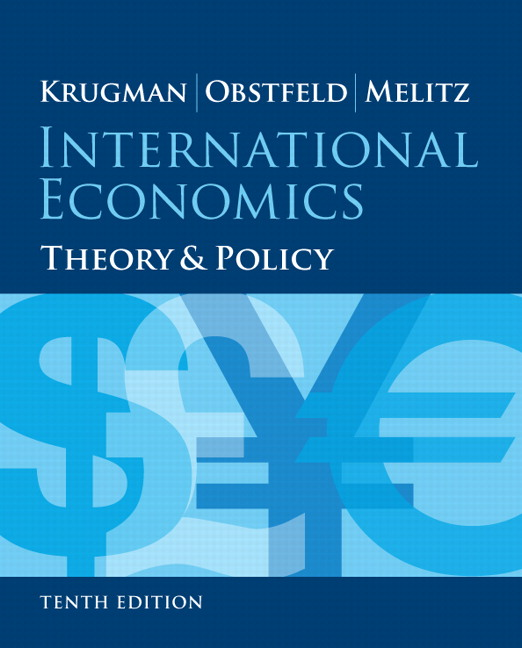 KRUGMAN | OBSTFELD | MELITZ
INTERNATIONAL
ECONOMICS
THEORY & POLICY
$ £ ¥ €
TENTH EDITION